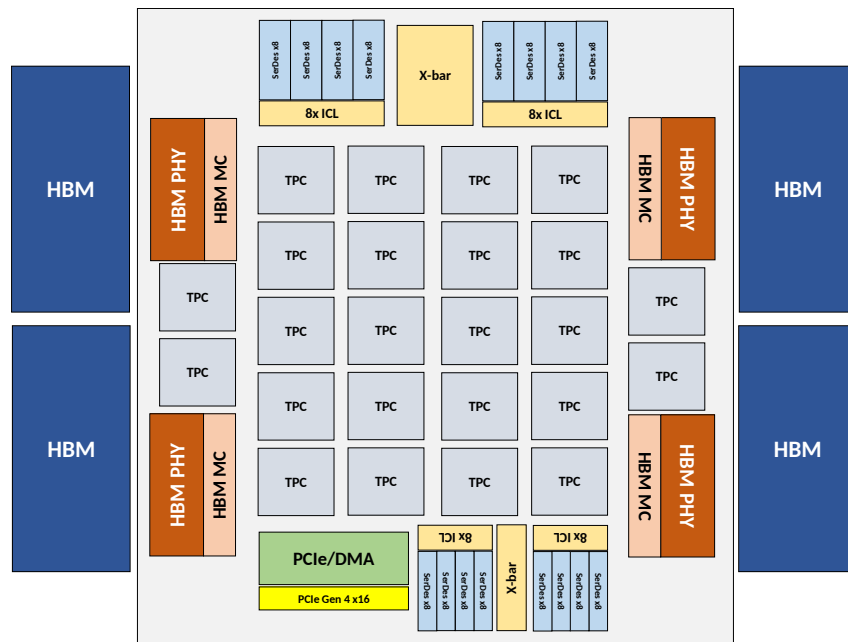 SerDes x8
SerDes x8
SerDes x8
SerDes x8
X-bar
SerDes x8
SerDes x8
SerDes x8
SerDes x8
8x ICL
8x ICL
HBM
HBM PHY
HBM MC
TPC
TPC
TPC
TPC
HBM MC
HBM PHY
HBM
TPC
TPC
TPC
TPC
TPC
TPC
TPC
TPC
TPC
TPC
TPC
TPC
HBM
HBM PHY
HBM MC
TPC
TPC
TPC
TPC
HBM MC
HBM PHY
HBM
TPC
TPC
TPC
TPC
8x ICL
8x ICL
PCIe/DMA
X-bar
SerDes x8
SerDes x8
SerDes x8
SerDes x8
SerDes x8
SerDes x8
SerDes x8
SerDes x8
PCIe Gen 4 x16